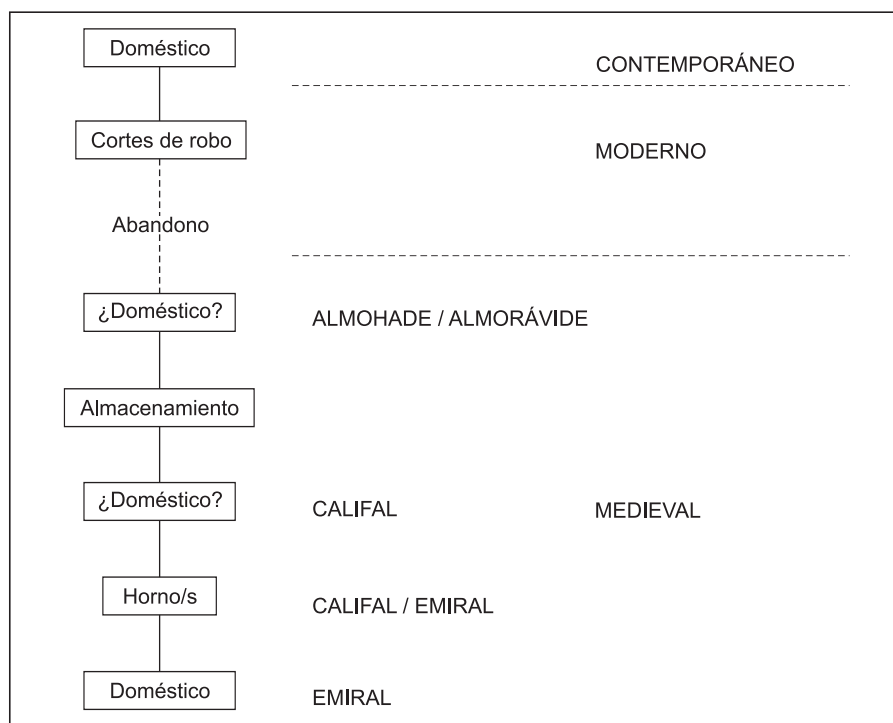 Doméstico
CONTEMPORÁNEO
Cortes de robo
MODERNO
Abandono
¿Doméstico?
ALMOHADE / ALMORÁVIDE
Almacenamiento
¿Doméstico?
CALIFAL
MEDIEVAL
Horno/s
CALIFAL / EMIRAL
Doméstico
EMIRAL